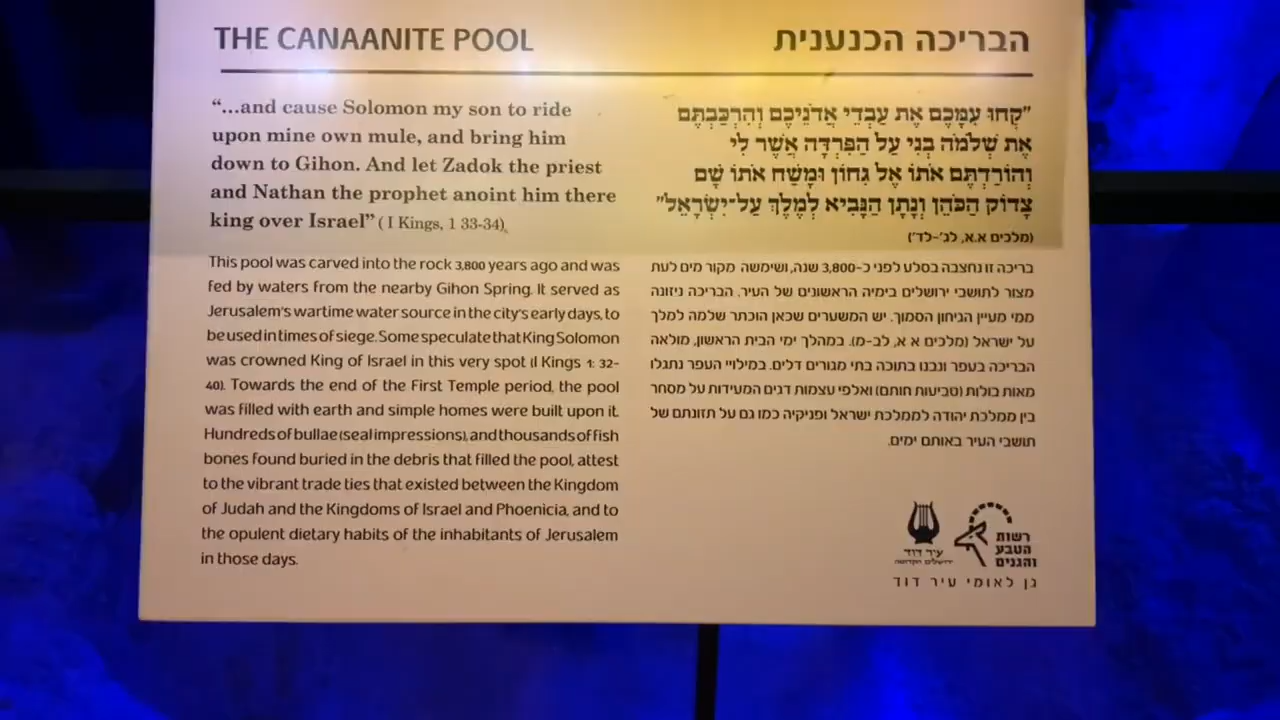 THE CANAANITE POOL
“...and cause Solomon my son to ride
upon mine own mule, and bring him
down to Gihon. And let Zadok the priest
and Nathan the prophet anoint him there
king over Israel” ( I Kings, 1 33-34).
This pool was carved into the rock 3,800 years ago and was
fed by waters from the nearby Gihon Spring. It served as
Jerusalem's wartime water source in the city's early days, to
be used in times of siege. Some speculate that King Solomon
was crowned King of Israel in this very spot (I Kings 1: 32-
40). Towards the end of the First Temple period, the pool
was filled with earth and simple homes were built upon it.
Hundreds of bullae (seal impressions), and thousands of fish
bones found buried in the debris that filled the pool, attest
to the vibrant trade ties that existed between the Kingdom
of Judah and the Kingdoms of Israel and Phoenicia, and to
the opulent dietary habits of the inhabitants of Jerusalem
in those days.
הבריכה הכנענית
"קְחוּ עִמָּכֶם אֶת עַבְדֵי אֲדֹנֵיכֶם וְהִרְכַּבְתֶּם
אֶת שְׁלֹמֹה בְנִי עַל הַפִּרְדָּה אֲשֶׁר לִי
וְהוֹרַדְתֶּם אֹתוֹ אֶל גִּחוֹן וּמָשַׁח אֹתוֹ שָׁם
צָדוֹק הַכֹּהֵן וְנָתָן הַנָּבִיא לְמֶלֶךְ עַל-יִשְׂרָאֵל"
(מלכים א.א, לג'-לד')
בריכה זו נחצבה בסלע לפני כ-3,800 שנה, ושימשה מקור מים לעת
מצור לתושבי ירושלים בימיה הראשונים של העיר. הבריכה ניזונה
ממי מעיין הגיחון הסמוך. יש המשערים שכאן הוכתר שלמה למלך
על ישראל (מלכים א א, לב-מ). במהלך ימי הבית הראשון, מולאה
הבריכה בעפר ונבנו בתוכה בתי מגורים דלים. במילויי העפר נתגלו
מאות בולות (טביעות חותם) ואלפי עצמות דגים המעידות על מסחר
בין ממלכת יהודה לממלכת ישראל ופניקיה כמו גם על תזונתם של
תושבי העיר באותם ימים.
רשות
הטבע
והגנים
עיר דוד
ירושלים הקדומה
גן לאומי עיר דוד